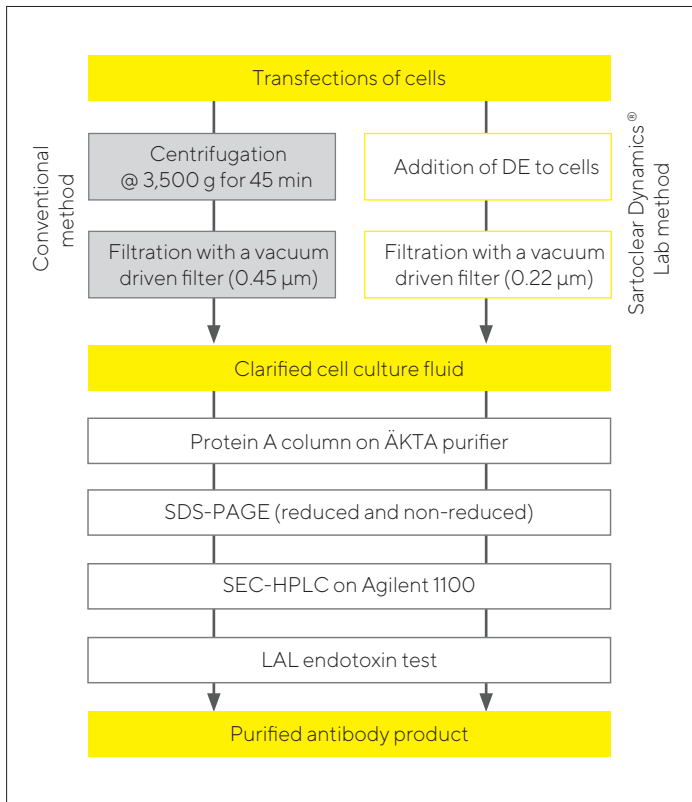 Transfections of cells
Conventional
method
Centrifugation
@ 3,500 g for 45 min
Addition of DE to cells
Sartoclear Dynamics®
Lab method
Filtration with a vacuum
driven filter (0.45 µm)
Filtration with a vacuum
driven filter (0.22 µm)
Clarified cell culture fluid
Protein A column on ÄKTA purifier
SDS-PAGE (reduced and non-reduced)
SEC-HPLC on Agilent 1100
LAL endotoxin test
Purified antibody product